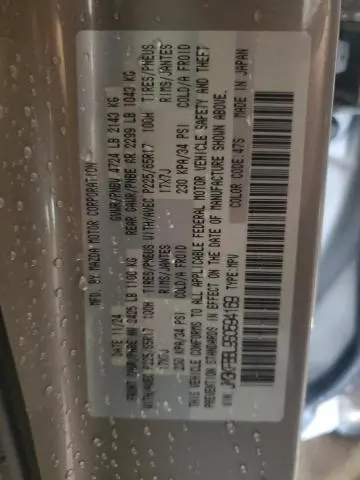 MFD. BY MAZDA MOTOR CORPORATION
DATE: 11/24 GVWR/PNBV 4724 LB 2143 KG
FRONT 2425 LB 1100 KG REAR GAWR/PNBE RR 2299 LB 1043 KG
WITH/AVEC P225/65R17 100H TIRES/PNEUS WITH/AVEC P225/65R17 100H TIRES/PNEUS
17X7J RIMS/JANTES 17X7J RIMS/JANTES
230 KPA/34 PSI COLD/A FROID 230 KPA/34 PSI COLD/A FROID
THIS VEHICLE CONFORMS TO ALL APPLICABLE FEDERAL MOTOR VEHICLE SAFETY AND THEFT
PREVENTION STANDARDS IN EFFECT ON THE DATE OF MANUFACTURE SHOWN ABOVE.
TYPE: MPV COLOR CODE: 47S MADE IN JAPAN